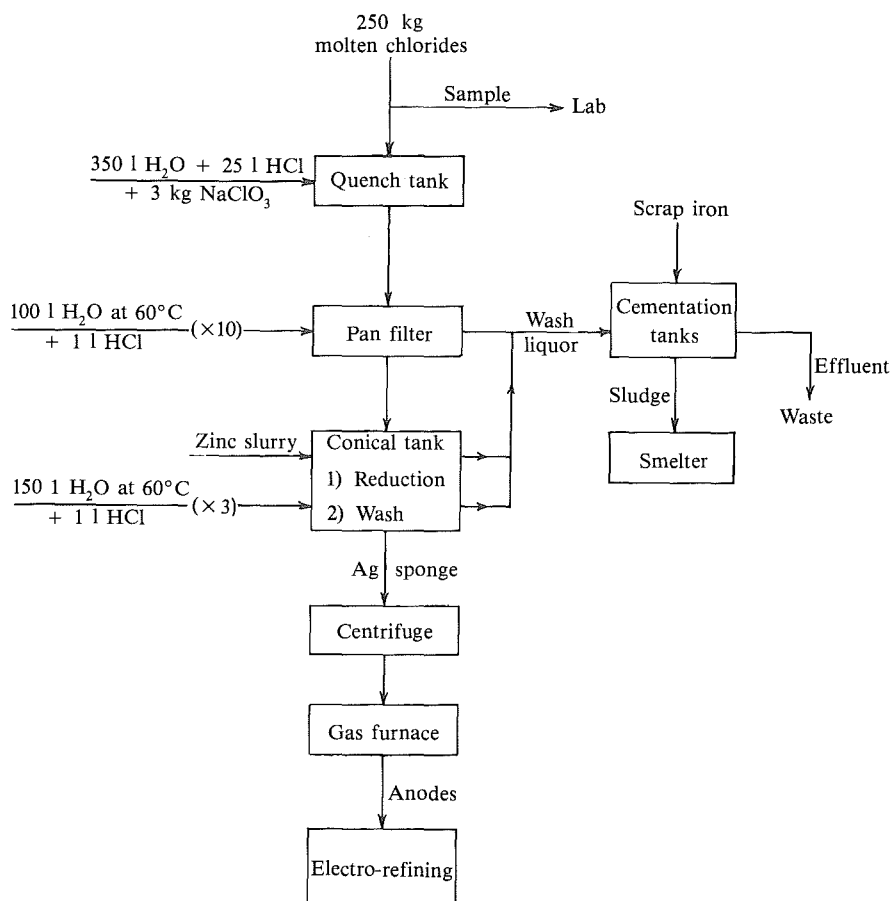 250 kg
molten chlorides
Sample
Lab
350 l H₂O + 25 l HCl
+ 3 kg NaClO₃
Quench tank
Scrap iron
100 l H₂O at 60°C
+ 1 l HCl
(×10)
Pan filter
Wash
liquor
Cementation
tanks
Effluent
Waste
Sludge
Smelter
Zinc slurry
Conical tank
1) Reduction
2) Wash
150 l H₂O at 60°C
+ 1 l HCl
(× 3)
Ag sponge
Centrifuge
Gas furnace
Anodes
Electro-refining